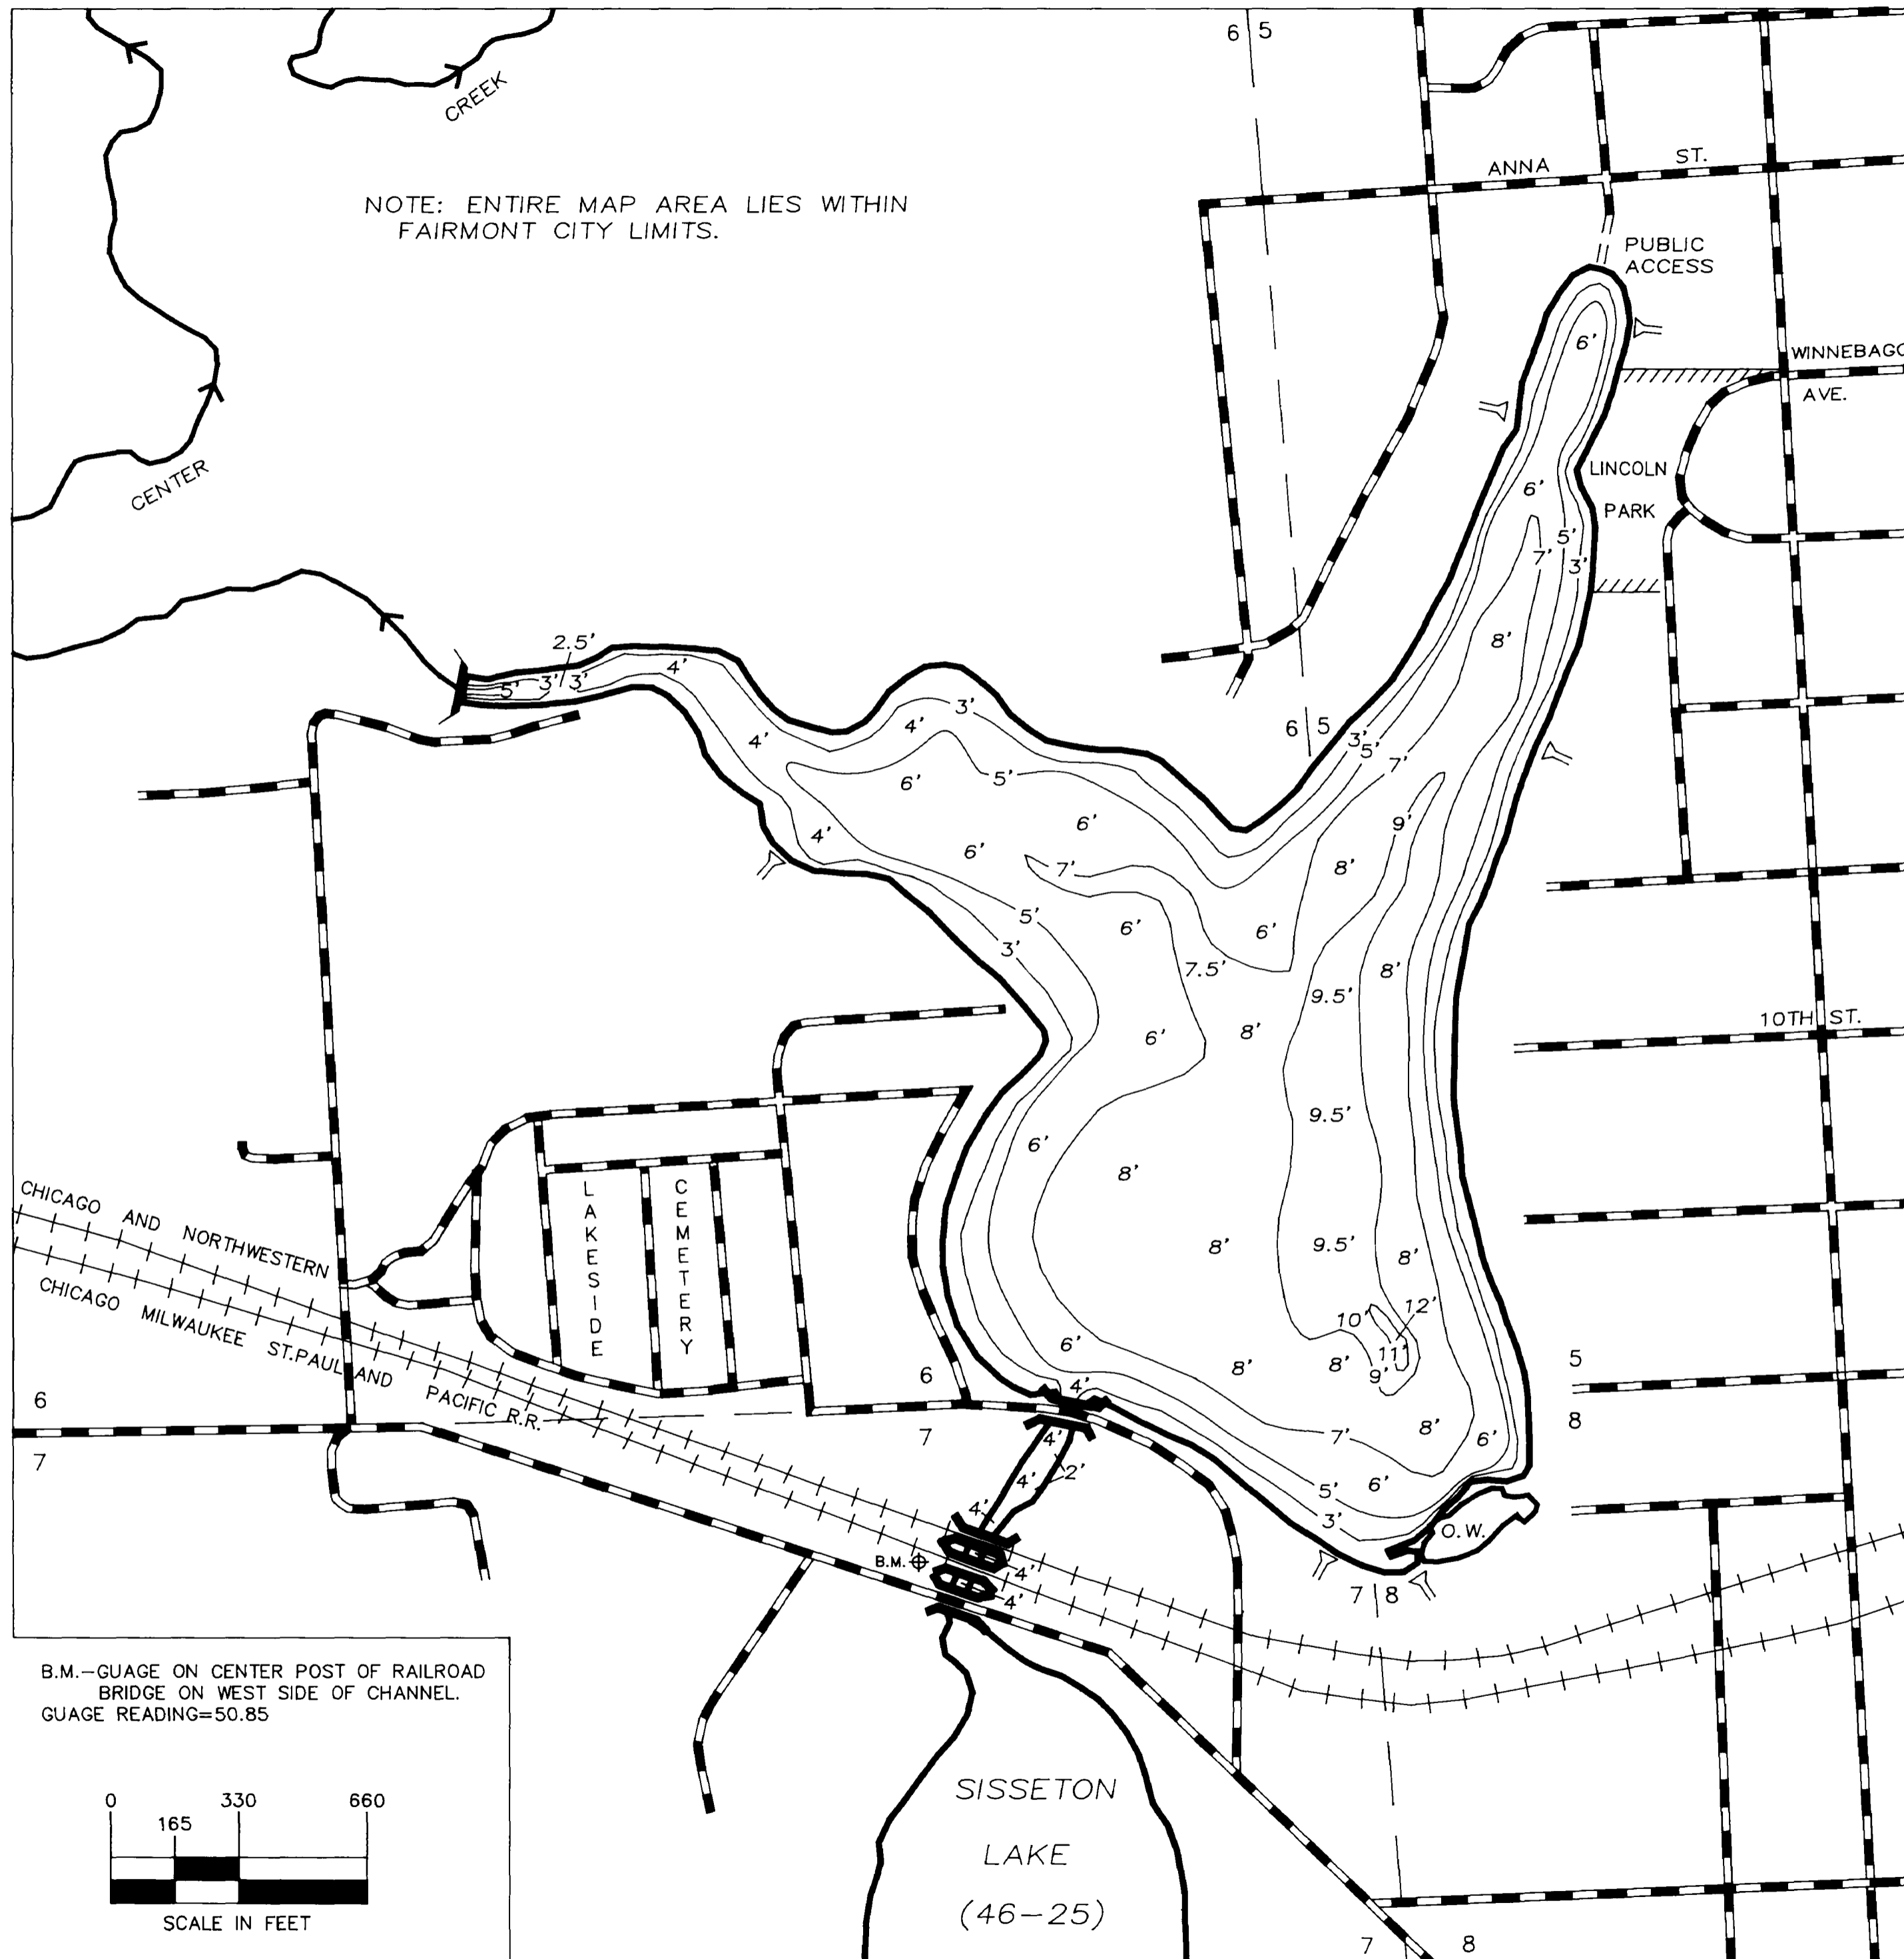 6 5
CREEK
ANNA ST.
NOTE: ENTIRE MAP AREA LIES WITHIN
FAIRMONT CITY LIMITS.
PUBLIC
ACCESS
6'
WINNEBAGO
AVE.
CENTER
LINCOLN
PARK
6'
5'
7'
3'
8'
2.5'
4'
5' 3' 3'
3'
4'
4'
6 5
3'
5'
7'
5'
6'
6'
9'
4'
6'
7'
8'
5'
6'
6'
3'
7.5'
8'
9.5'
10TH ST.
6'
8'
9.5'
6'
8'
LAKESIDE
CEMETERY
CHICAGO AND NORTHWESTERN
CHICAGO MILWAUKEE ST.PAUL AND PACIFIC R.R.
8'
9.5'
8'
10'
12'
6'
11'
8'
8'
9'
5
8
6
4'
6
7
7
8'
7'
6'
4'
2'
4'
6'
5'
4'
3'
O.W.
B.M.
4'
4'
7 8
B.M.-GUAGE ON CENTER POST OF RAILROAD
BRIDGE ON WEST SIDE OF CHANNEL.
GUAGE READING=50.85
0 330 660
165
SCALE IN FEET
SISSETON
LAKE
(46-25)
7 8